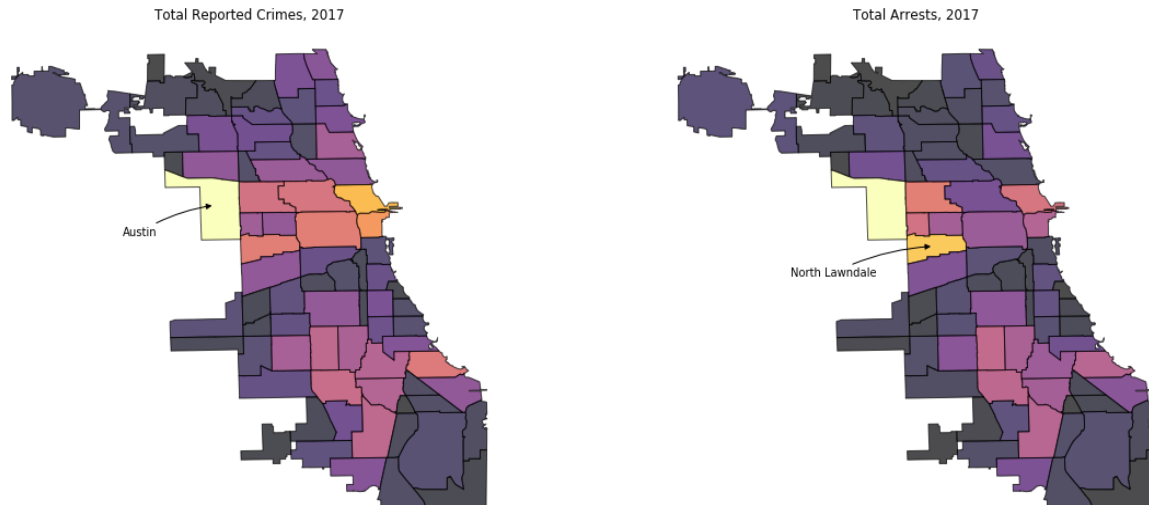 Total Reported Crimes, 2017
Total Arrests, 2017
Austin
North Lawndale